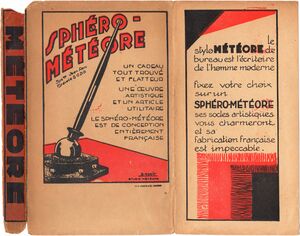 MÉTÉORE
SPHÉRO-
MÉTÉORE
UN CADEAU
TOUT TROUVÉ
ET FLATTEUR
UNE ŒUVRE
ARTISTIQUE
ET UN ARTICLE
UTILITAIRE
LE SPHÉRO-MÉTÉORE
EST DE CONCEPTION
ENTIÈREMENT
FRANÇAISE
le
stylo MÉTÉORE de
bureau est l'écritoire
de l'homme moderne
fixez votre choix
sur un
SPHÉRO-MÉTÉORE
ses socles artistiques
vous charmeront
et sa
fabrication française
est impeccable.